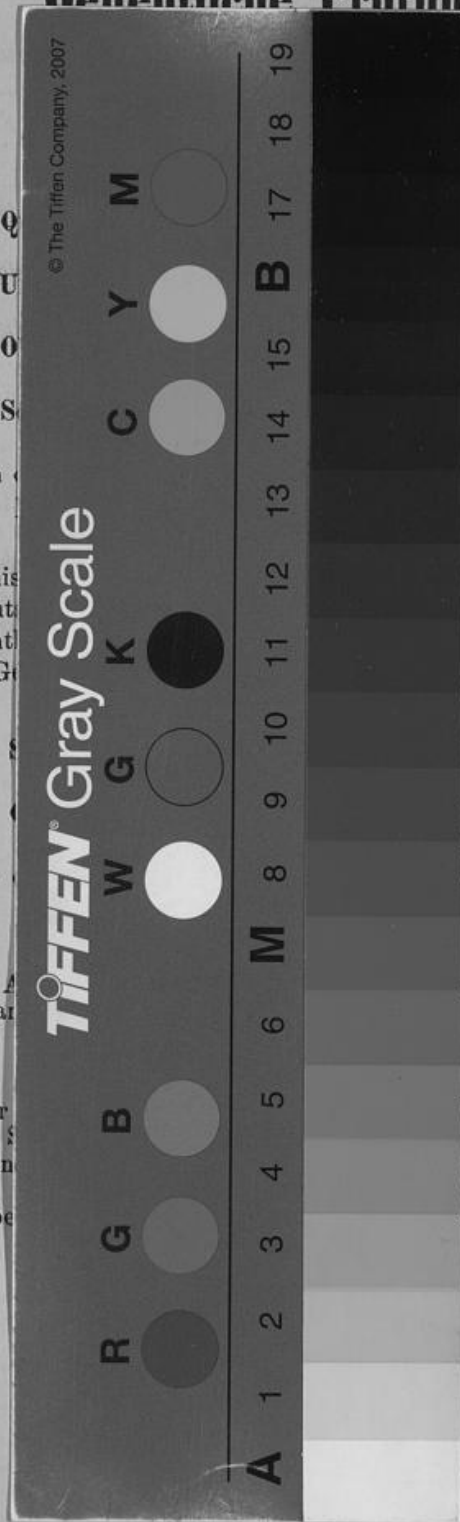 © The Tiffen Company, 2007
TIFFEN® Gray Scale
R G B W G K C Y M
A 1 2 3 4 5 6 M 8 9 10 11 12 13 14 15 B 17 18 19